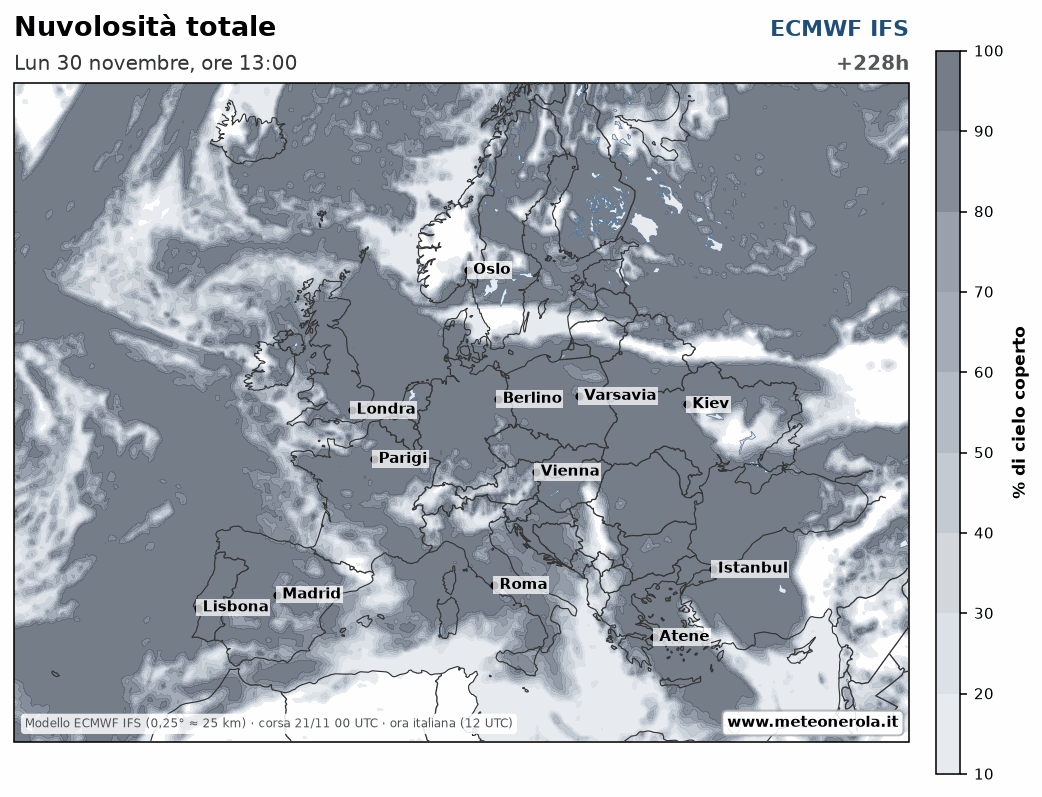 Nuvolosità totale
ECMWF IFS
Lun 30 novembre, ore 13:00
+228h
100
90
80
70
60
50
40
30
20
10
% di cielo coperto
Oslo
Berlino
Varsavia
Kiev
Londra
Parigi
Vienna
Istanbul
Roma
Madrid
Lisbona
Atene
Modello ECMWF IFS (0,25° ≈ 25 km) · corsa 21/11 00 UTC · ora italiana (12 UTC)
www.meteonerola.it